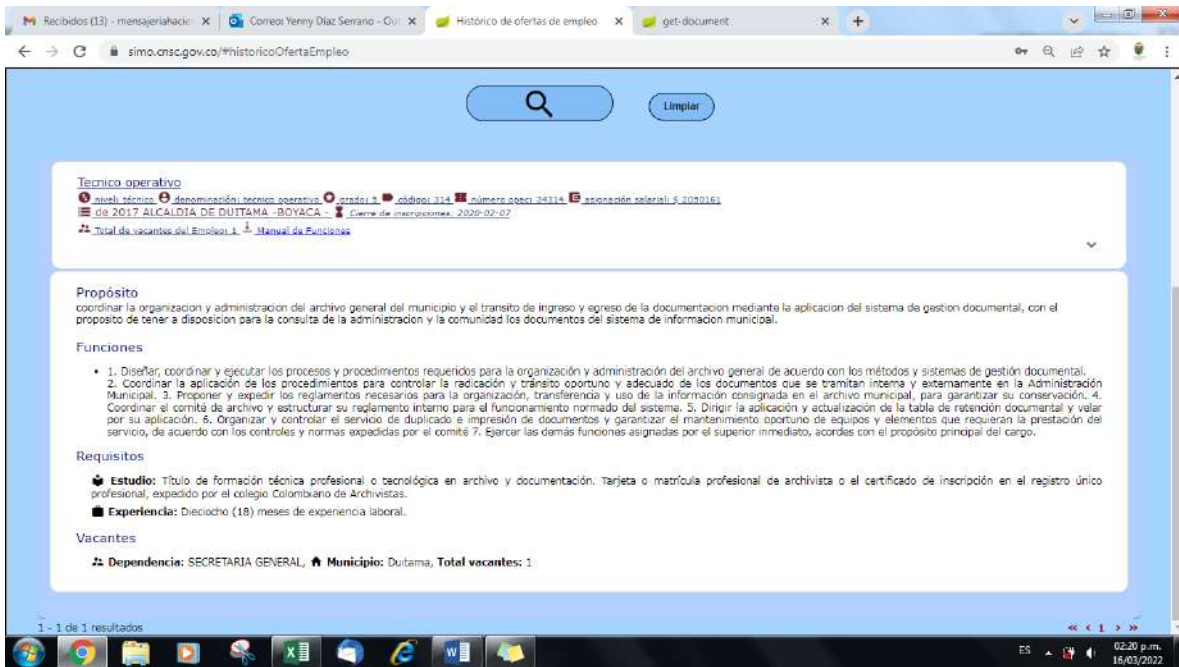 Recibidos (13) - mensajeriahacie
Correo: Yenny Díaz Serrano - Ou
Histórico de ofertas de empleo
get-document
simo.cnsc.gov.co/#historicoOfertaEmpleo
Limpiar
Tecnico operativo
nivel: técnico denominación: tecnico operativo grado: 5 código: 314 número opec: 34314 asignación salarial: $ 2050161
de 2017 ALCALDIA DE DUITAMA -BOYACA - Cierre de inscripciones: 2020-02-07
Total de vacantes del Empleo: 1 Manual de Funciones
Propósito
coordinar la organizacion y administracion del archivo general del municipio y el transito de ingreso y egreso de la documentacion mediante la aplicacion del sistema de gestion documental, con el
proposito de tener a disposicion para la consulta de la administracion y la comunidad los documentos del sistema de informacion municipal.
Funciones
• 1. Diseñar, coordinar y ejecutar los procesos y procedimientos requeridos para la organización y administración del archivo general de acuerdo con los métodos y sistemas de gestión documental.
2. Coordinar la aplicación de los procedimientos para controlar la radicación y tránsito oportuno y adecuado de los documentos que se tramitan interna y externamente en la Administración
Municipal. 3. Proponer y expedir los reglamentos necesarios para la organización, transferencia y uso de la información consignada en el archivo municipal, para garantizar su conservación. 4.
Coordinar el comité de archivo y estructurar su reglamento interno para el funcionamiento normado del sistema. 5. Dirigir la aplicación y actualización de la tabla de retención documental y velar
por su aplicación. 6. Organizar y controlar el servicio de duplicado e impresión de documentos y garantizar el mantenimiento oportuno de equipos y elementos que requieran la prestación del
servicio, de acuerdo con los controles y normas expedidas por el comité 7. Ejercer las demás funciones asignadas por el superior inmediato, acordes con el propósito principal del cargo.
Requisitos
Estudio: Título de formación técnica profesional o tecnológica en archivo y documentación. Tarjeta o matrícula profesional de archivista o el certificado de inscripción en el registro único
profesional, expedido por el colegio Colombiano de Archivistas.
Experiencia: Dieciocho (18) meses de experiencia laboral.
Vacantes
Dependencia: SECRETARIA GENERAL, Municipio: Duitama, Total vacantes: 1
1 - 1 de 1 resultados
« < 1 > »
ES
02:20 p.m.
16/03/2022